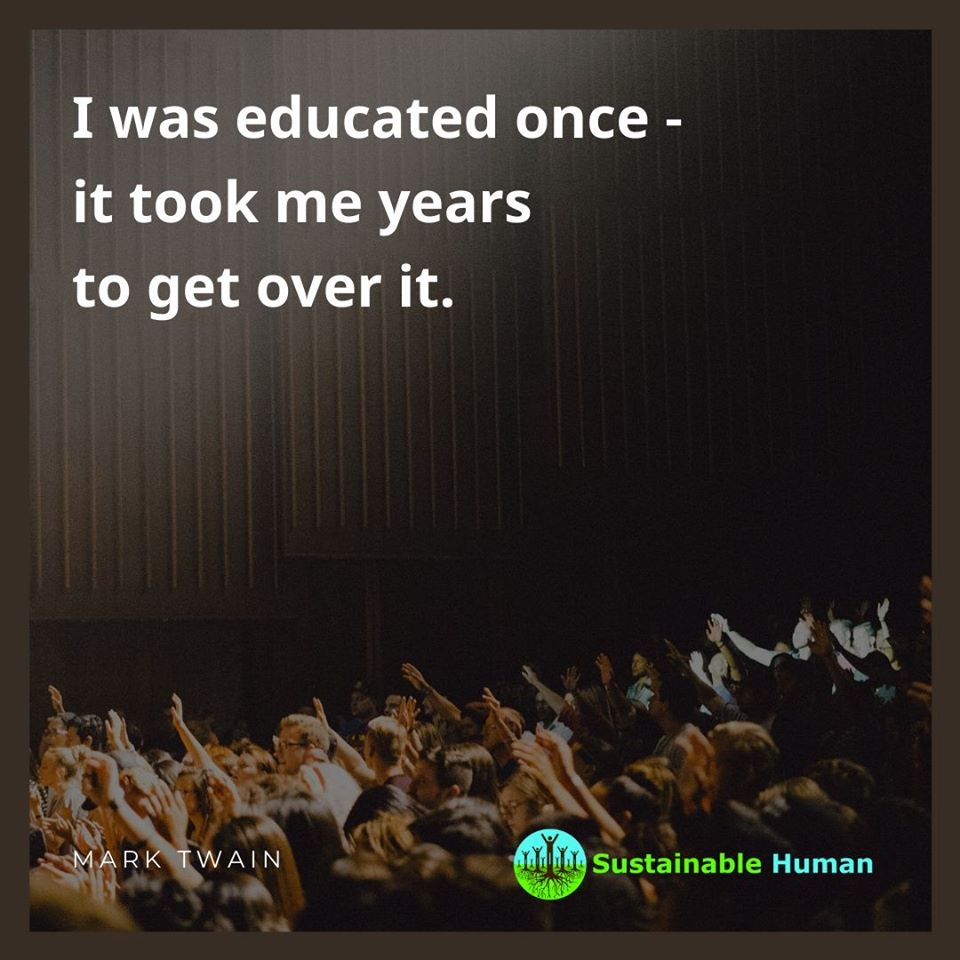 I was educated once -
it took me years
to get over it.
MARK TWAIN
Sustainable Human